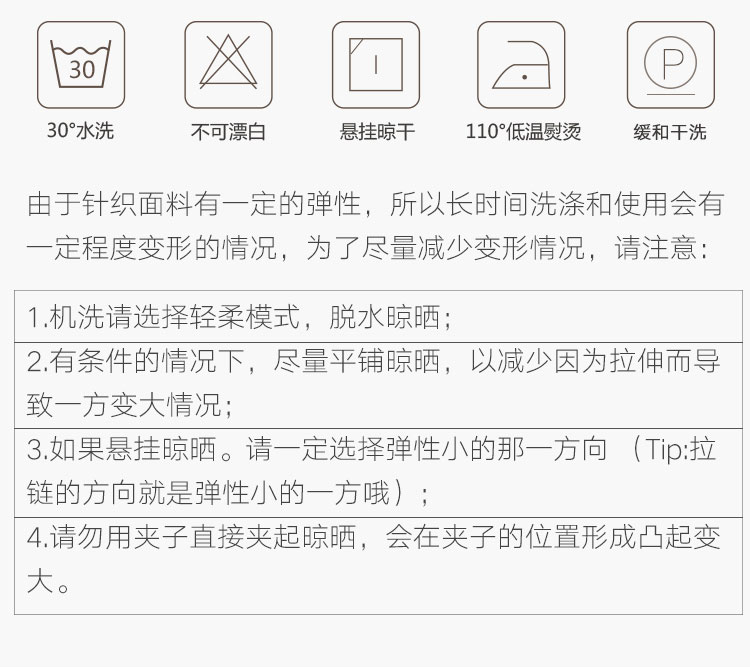 30
P
30°水洗
不可漂白
悬挂晾干
110°低温熨烫
缓和干洗
由于针织面料有一定的弹性，所以长时间洗涤和使用会有
一定程度变形的情况，为了尽量减少变形情况，请注意：
1.机洗请选择轻柔模式，脱水晾晒；
2.有条件的情况下，尽量平铺晾晒，以减少因为拉伸而导
致一方变大情况；
3.如果悬挂晾晒。请一定选择弹性小的那一方向 （Tip:拉
链的方向就是弹性小的一方哦）；
4.请勿用夹子直接夹起晾晒，会在夹子的位置形成凸起变
大。